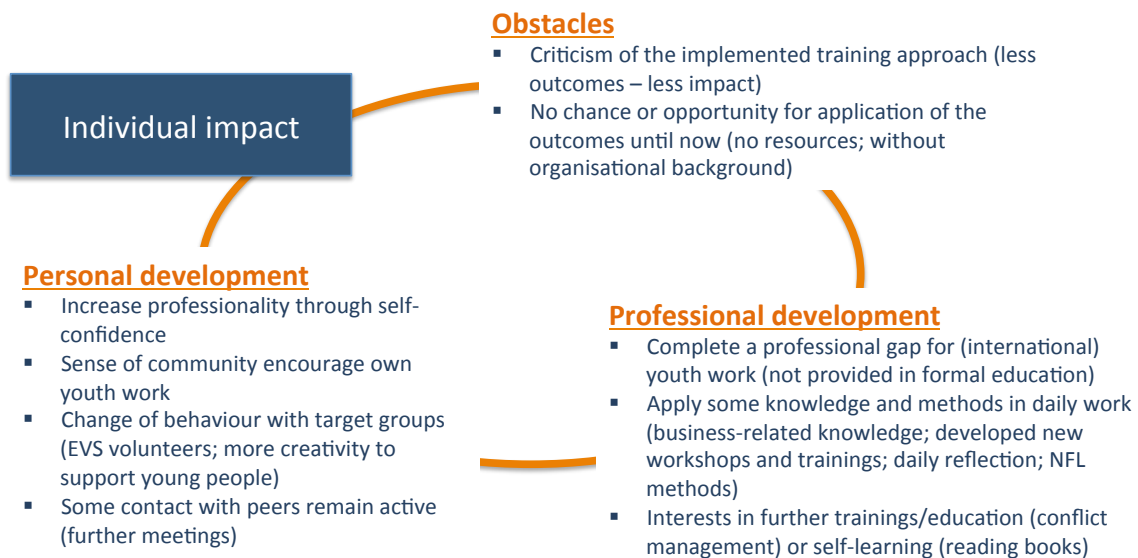 Individual impact
Obstacles
▪ Criticism of the implemented training approach (less
outcomes – less impact)
▪ No chance or opportunity for application of the
outcomes until now (no resources; without
organisational background)
Personal development
▪ Increase professionality through self-
confidence
▪ Sense of community encourage own
youth work
▪ Change of behaviour with target groups
(EVS volunteers; more creativity to
support young people)
▪ Some contact with peers remain active
(further meetings)
Professional development
▪ Complete a professional gap for (international)
youth work (not provided in formal education)
▪ Apply some knowledge and methods in daily work
(business-related knowledge; developed new
workshops and trainings; daily reflection; NFL
methods)
▪ Interests in further trainings/education (conflict
management) or self-learning (reading books)